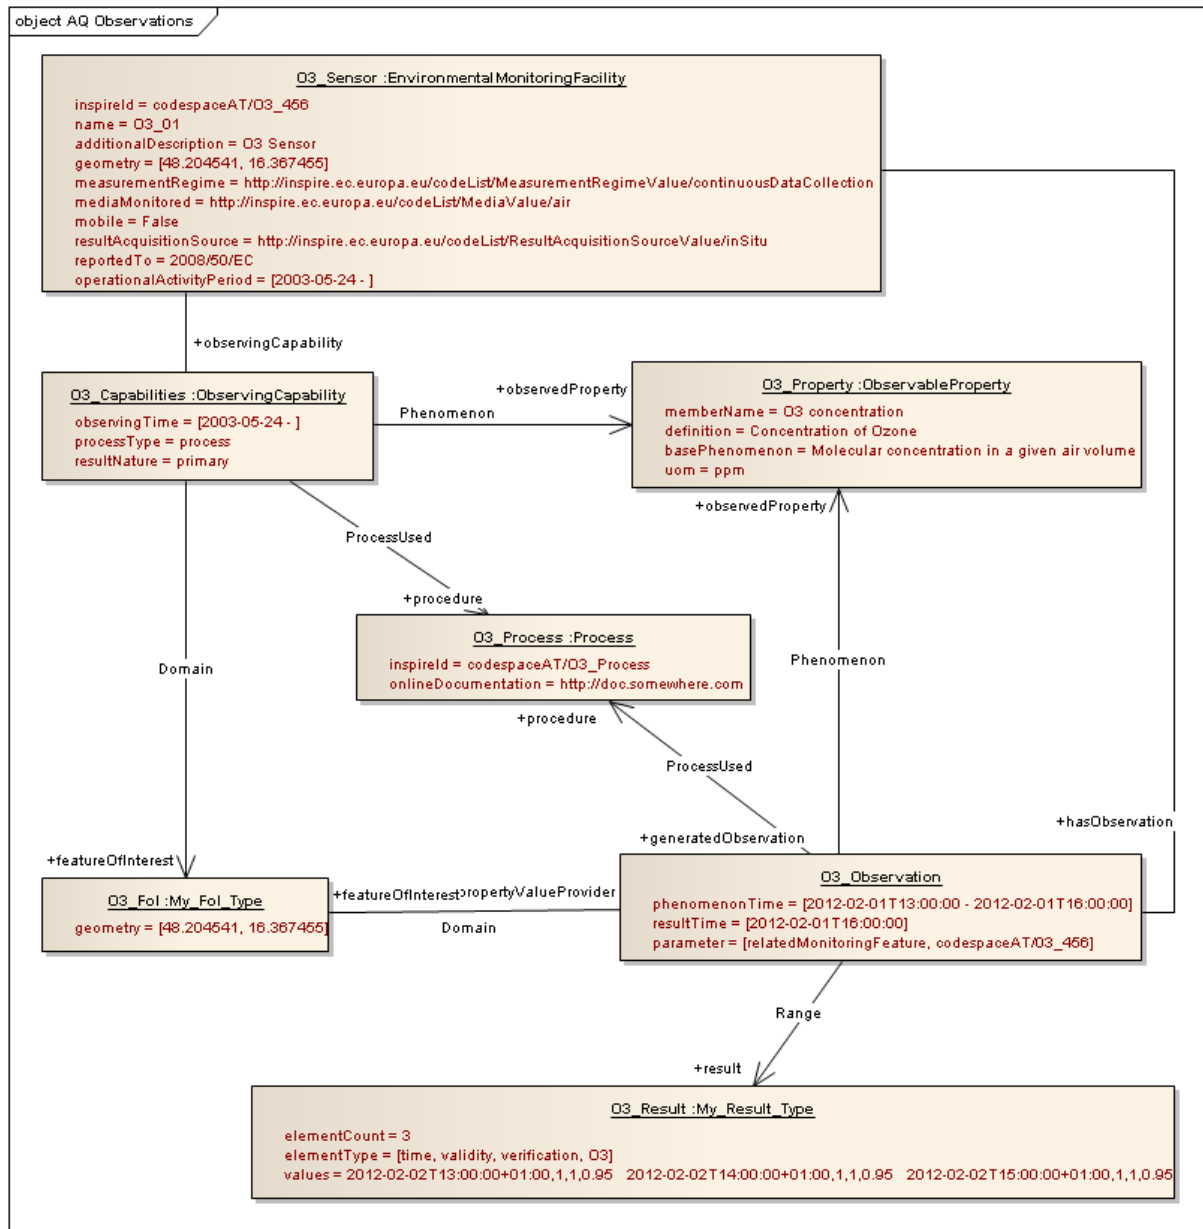 object AQ Observations
O3_Sensor :EnvironmentalMonitoringFacility
inspireId = codespaceAT/O3_456
name = O3_01
additionalDescription = O3 Sensor
geometry = [48.204541, 16.367455]
measurementRegime = http://inspire.ec.europa.eu/codeList/MeasurementRegimeValue/continuousDataCollection
mediaMonitored = http://inspire.ec.europa.eu/codeList/MediaValue/air
mobile = False
resultAcquisitionSource = http://inspire.ec.europa.eu/codeList/ResultAcquisitionSourceValue/inSitu
reportedTo = 2008/50/EC
operationalActivityPeriod = [2003-05-24 - ]
+observingCapability
O3_Capabilities :ObservingCapability
observingTime = [2003-05-24 - ]
processType = process
resultNature = primary
+observedProperty
Phenomenon
O3_Property :ObservableProperty
memberName = O3 concentration
definition = Concentration of Ozone
basePhenomenon = Molecular concentration in a given air volume
uom = ppm
+observedProperty
ProcessUsed
+procedure
O3_Process :Process
inspireId = codespaceAT/O3_Process
onlineDocumentation = http://doc.somewhere.com
+procedure
Domain
Phenomenon
ProcessUsed
+hasObservation
+generatedObservation
+featureOfInterest
O3_FoI :My_FoI_Type
geometry = [48.204541, 16.367455]
+featureOfInterest
propertyValueProvider
Domain
O3_Observation
phenomenonTime = [2012-02-01T13:00:00 - 2012-02-01T16:00:00]
resultTime = [2012-02-01T16:00:00]
parameter = [relatedMonitoringFeature, codespaceAT/O3_456]
Range
+result
O3_Result :My_Result_Type
elementCount = 3
elementType = [time, validity, verification, O3]
values = 2012-02-02T13:00:00+01:00,1,1,0.95 2012-02-02T14:00:00+01:00,1,1,0.95 2012-02-02T15:00:00+01:00,1,1,0.95